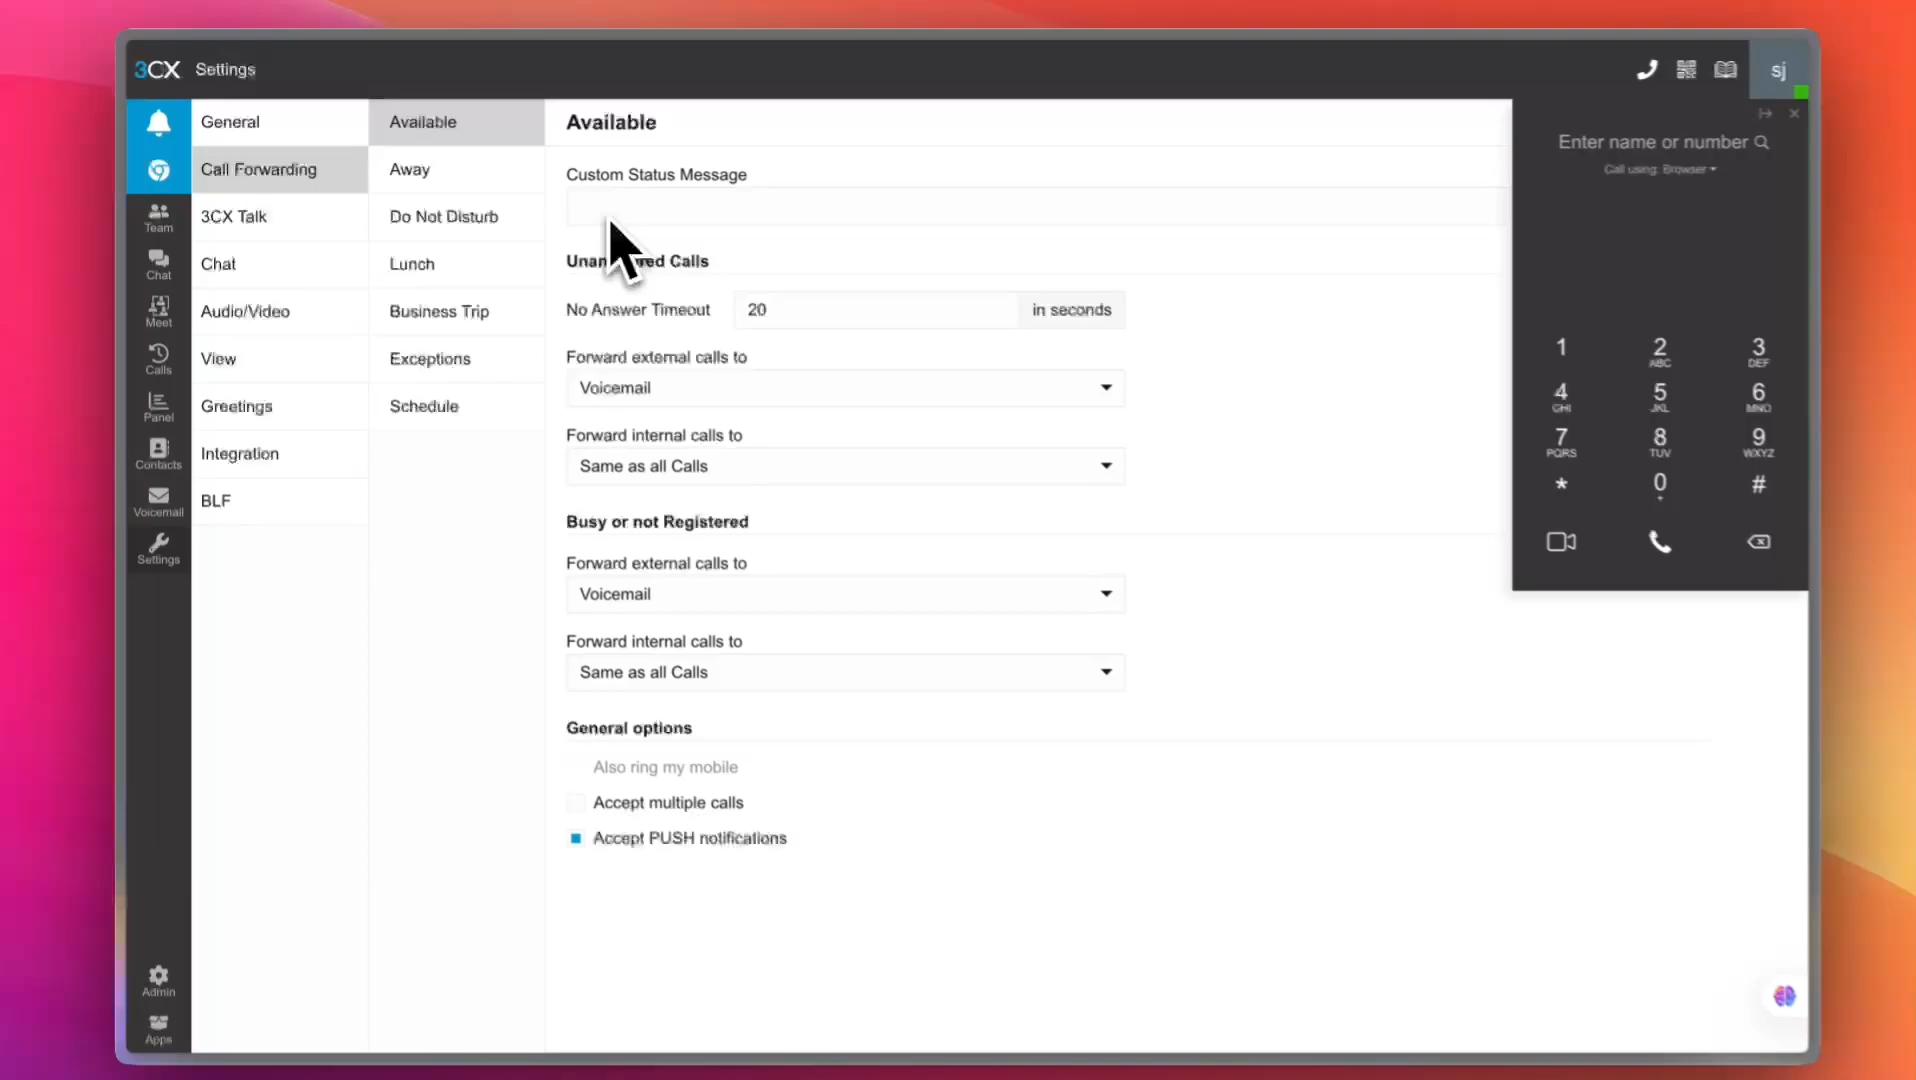 3CX Settings
sj
General
Call Forwarding
3CX Talk
Chat
Audio/Video
View
Greetings
Integration
BLF
Team
Chat
Meet
Calls
Panel
Contacts
Voicemail
Settings
Admin
Apps
Available
Away
Do Not Disturb
Lunch
Business Trip
Exceptions
Schedule
Available
Custom Status Message
Calls
No Answer Timeout 20 in seconds
Forward external calls to
Voicemail
Forward internal calls to
Same as all Calls
Busy or not Registered
Forward external calls to
Voicemail
Forward internal calls to
Same as all Calls
General options
Also ring my mobile
Accept multiple calls
Accept PUSH notifications
Enter name or number
Call using: Browser
1 2 3
ABC DEF
4 5 6
GHI JKL MNO
7 8 9
PQRS TUV WXYZ
* 0 #
+